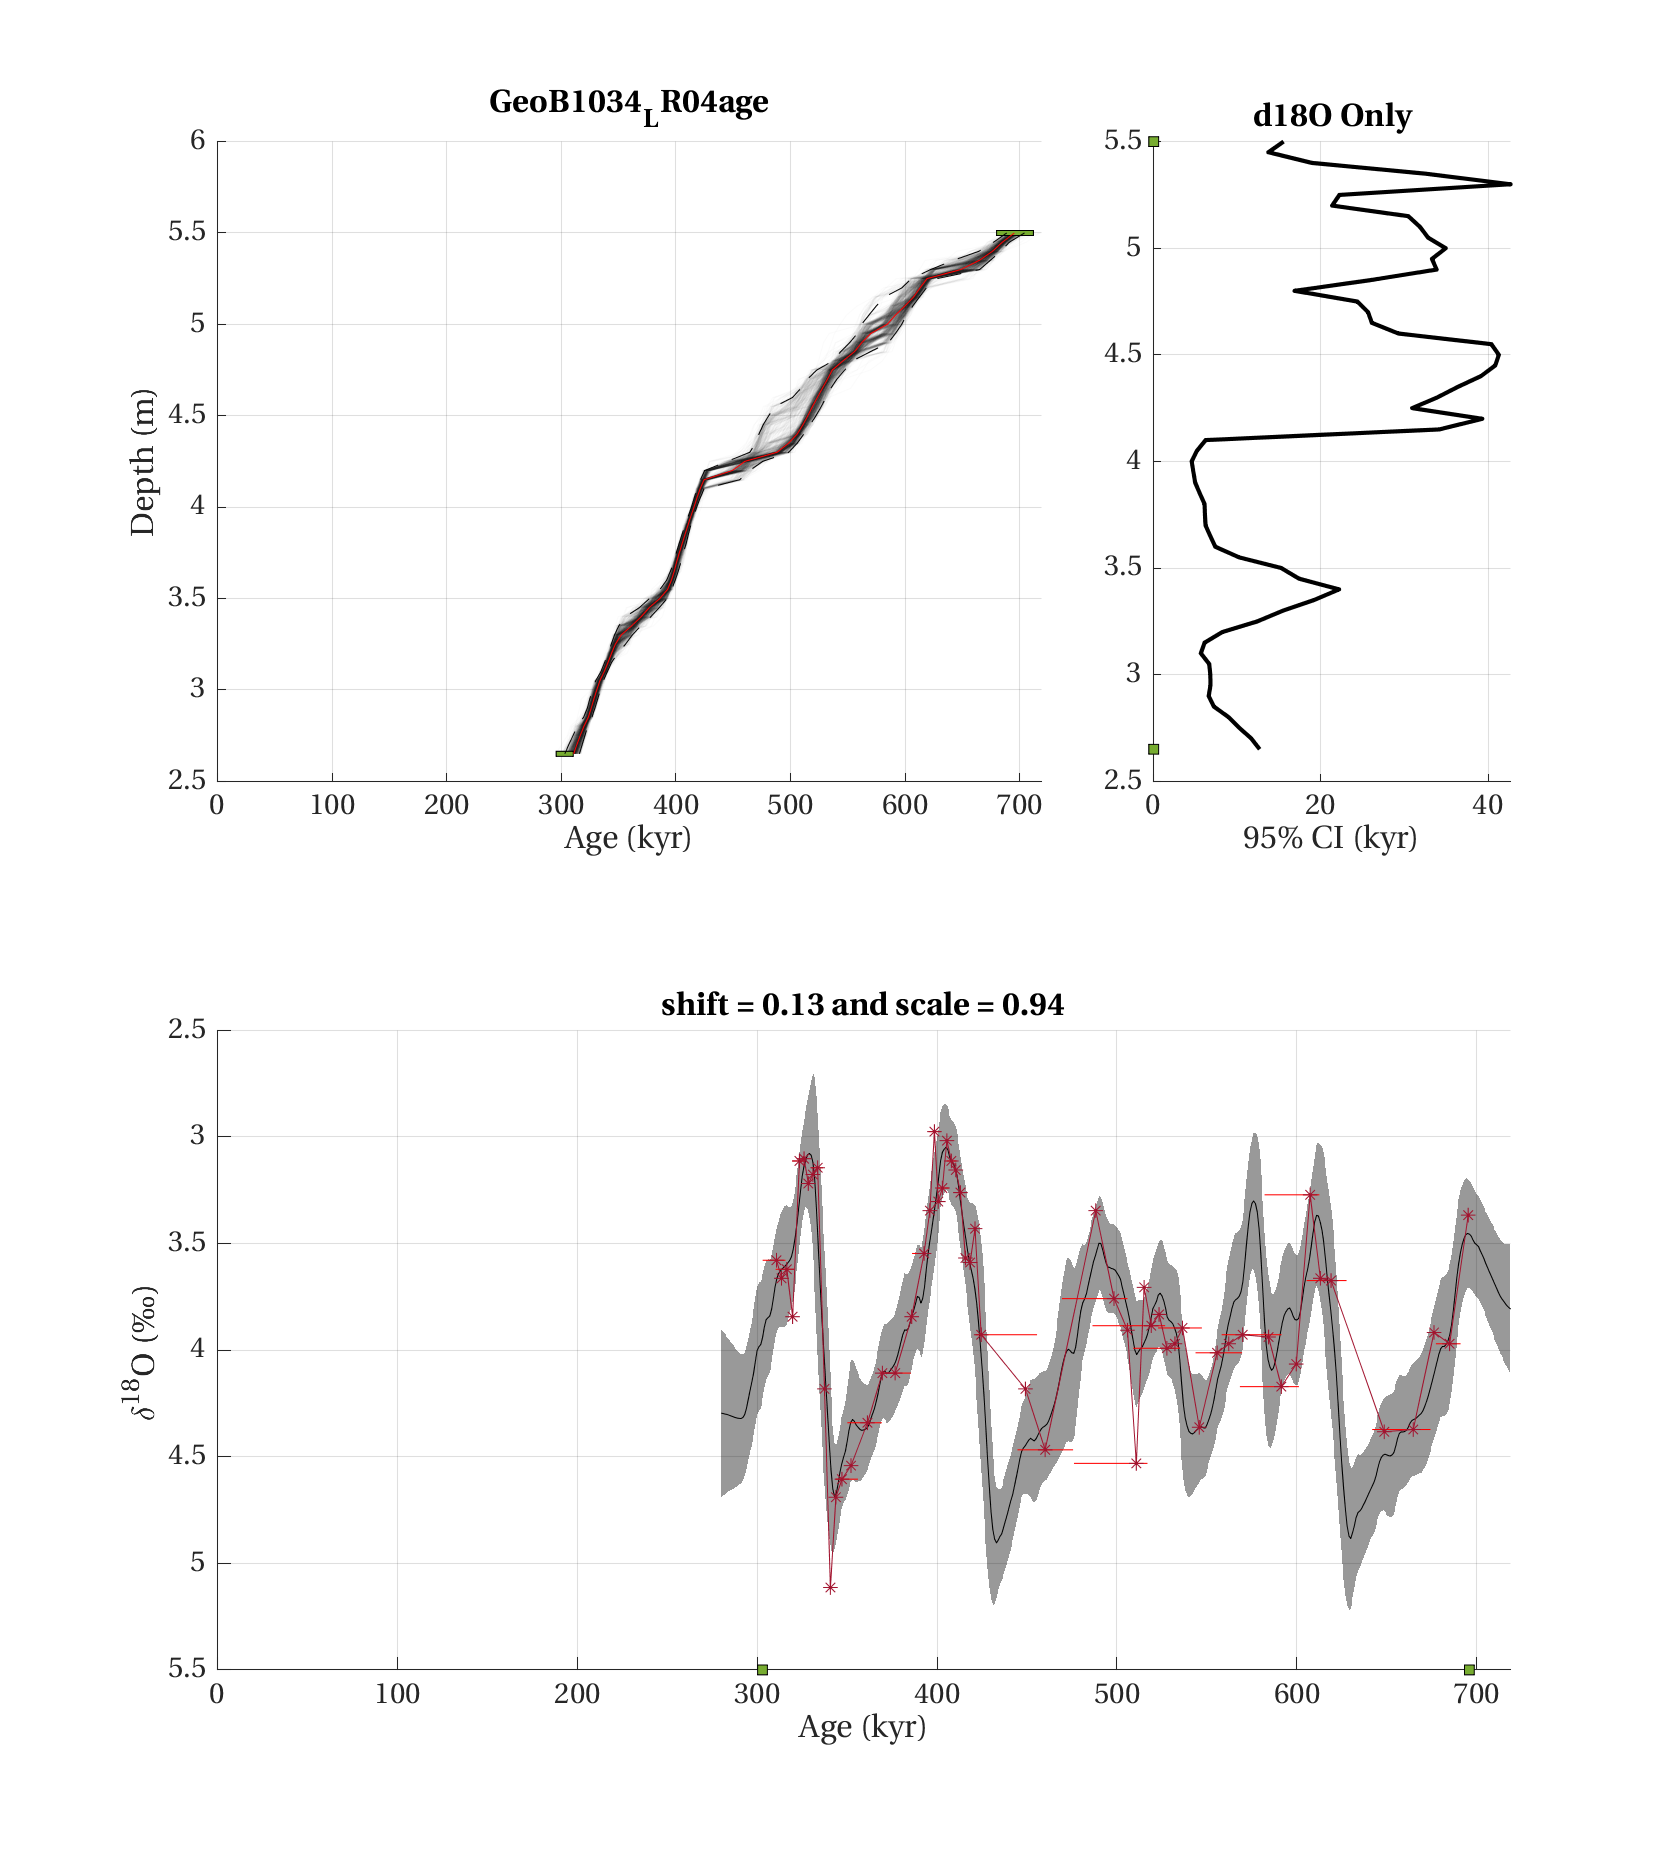 GeoB1034_LR04age
6
5.5
5
4.5
4
3.5
3
2.5
Depth (m)
0 100 200 300 400 500 600 700
Age (kyr)
d18O Only
5.5
5
4.5
4
3.5
3
2.5
0 20 40
95% CI (kyr)
shift = 0.13 and scale = 0.94
2.5
3
3.5
4
4.5
5
5.5
δ¹⁸O (‰)
0 100 200 300 400 500 600 700
Age (kyr)